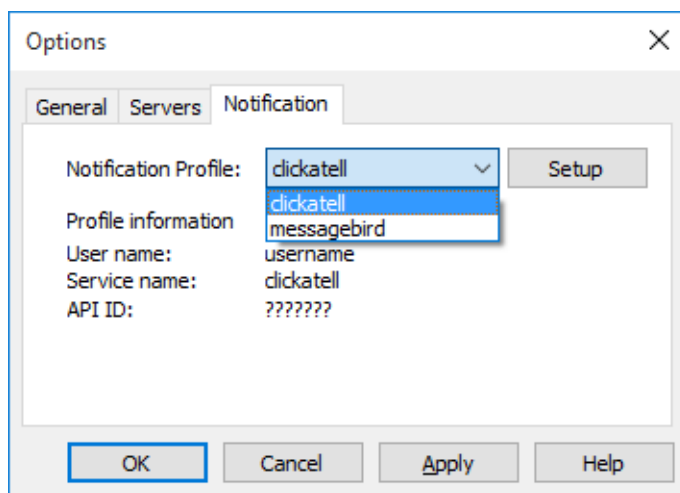 Options
General Servers Notification
Notification Profile: clickatell Setup
clickatell
Profile information
messagebird
User name: username
Service name: clickatell
API ID: ???????
OK Cancel Apply Help